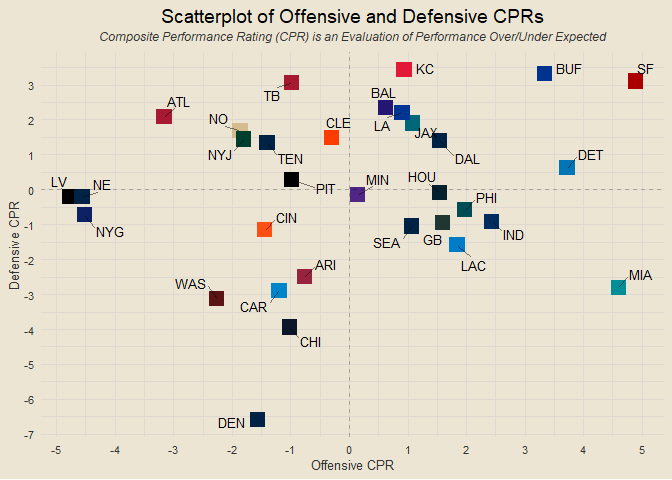 Scatterplot of Offensive and Defensive CPRs
Composite Performance Rating (CPR) is an Evaluation of Performance Over/Under Expected
KC
BUF
SF
TB
BAL
ATL
NO
CLE
LA
JAX
3
2
1
0
-1
-2
-3
-4
-5
-6
-7
Defensive CPR
NYJ
TEN
DAL
DET
LV
NE
PIT
MIN
HOU
PHI
NYG
CIN
SEA
GB
IND
LAC
WAS
ARI
CAR
MIA
CHI
DEN
-5
-4
-3
-2
-1
0
1
2
3
4
5
Offensive CPR